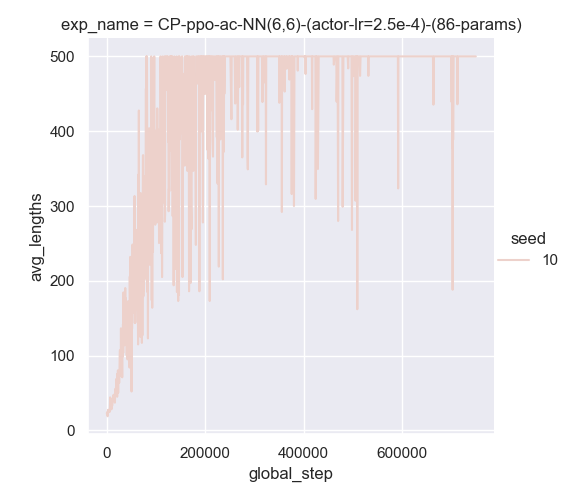 exp_name = CP-ppo-ac-NN(6,6)-(actor-lr=2.5e-4)-(86-params)
500
400
300
200
100
0
avg_lengths
0
200000
400000
600000
global_step
seed
10